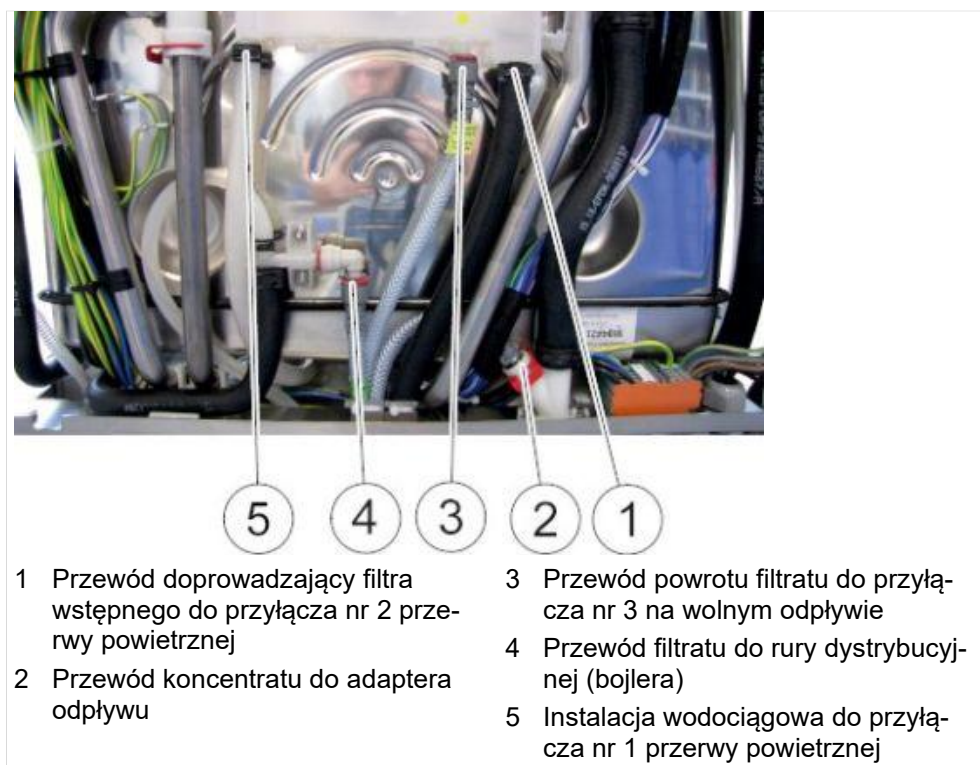 5 4 3 2 1
1 Przewód doprowadzający filtra
wstępnego do przyłącza nr 2 prze-
rwy powietrznej
2 Przewód koncentratu do adaptera
odpływu
3 Przewód powrotu filtratu do przyłą-
cza nr 3 na wolnym odpływie
4 Przewód filtratu do rury dystrybucyj-
nej (bojlera)
5 Instalacja wodociągowa do przyłą-
cza nr 1 przerwy powietrznej